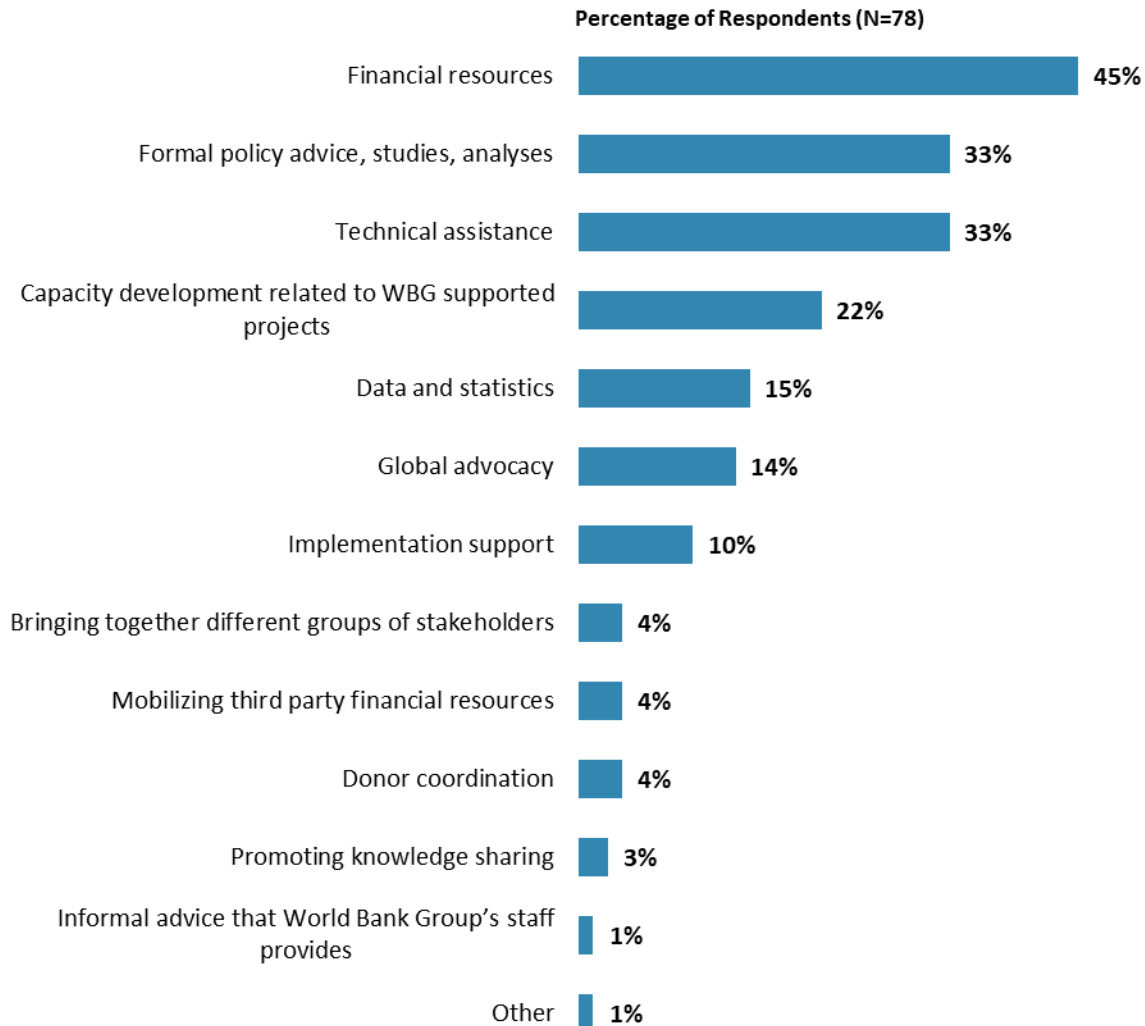 Percentage of Respondents (N=78)
Financial resources 45%
Formal policy advice, studies, analyses 33%
Technical assistance 33%
Capacity development related to WBG supported
projects 22%
Data and statistics 15%
Global advocacy 14%
Implementation support 10%
Bringing together different groups of stakeholders 4%
Mobilizing third party financial resources 4%
Donor coordination 4%
Promoting knowledge sharing 3%
Informal advice that World Bank Group’s staff
provides 1%
Other 1%